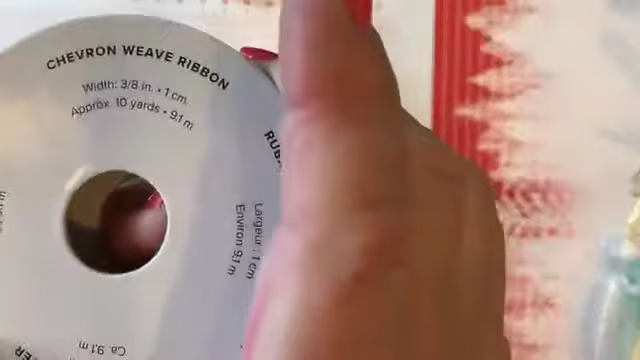 CHEVRON WEAVE RIBBON
Width: 3/8 in. • 1 cm
Approx. 10 yards • 9.1 m
Largeur : 1 cm
Environ 9,1 m
Ca. 9,1 m